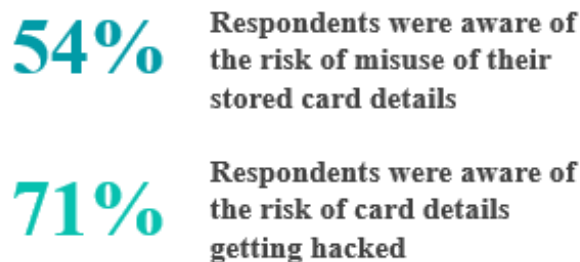 54%
Respondents were aware of
the risk of misuse of their
stored card details
71%
Respondents were aware of
the risk of card details
getting hacked